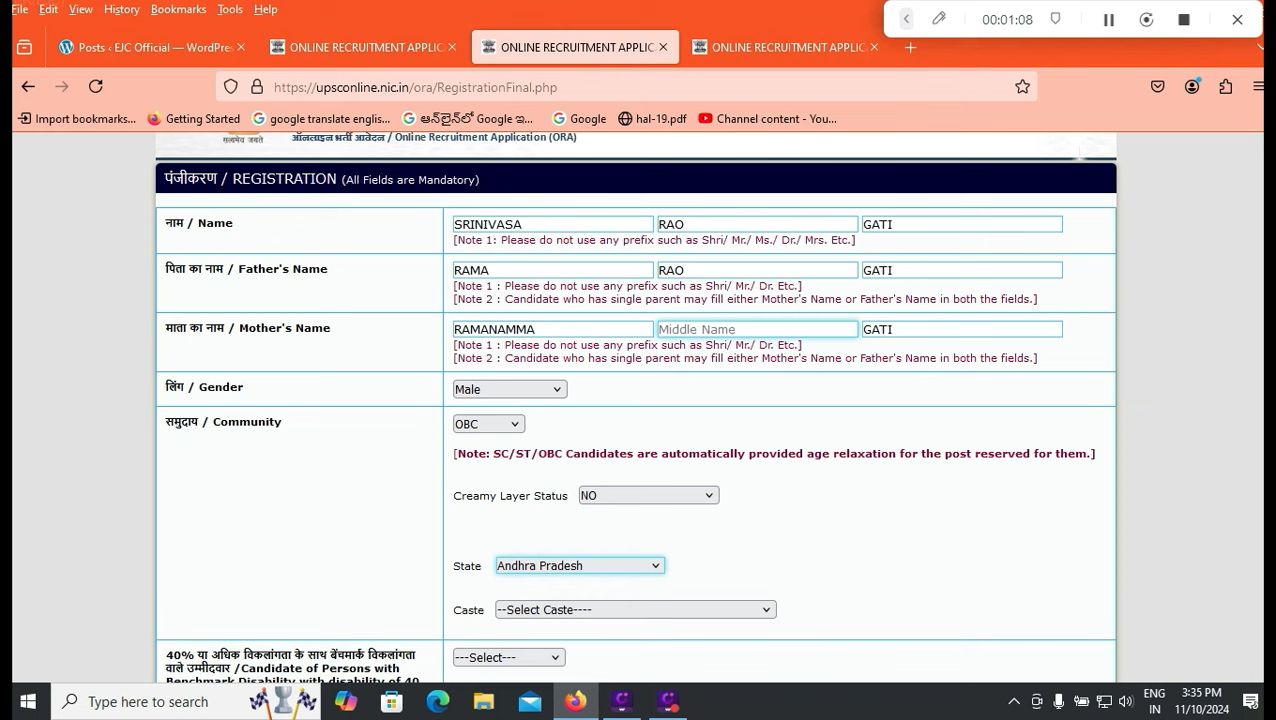 File Edit View History Bookmarks Tools Help
00:01:08
Posts ‹ EJC Official — WordPre
ONLINE RECRUITMENT APPLIC
ONLINE RECRUITMENT APPLIC
ONLINE RECRUITMENT APPLIC
https://upsconline.nic.in/ora/RegistrationFinal.php
Import bookmarks... Getting Started google translate englis... ఆన్‌లైన్‌లో Google ఇ... Google hal-19.pdf Channel content - You...
सत्यमेव जयते
ऑनलाइन भर्ती आवेदन / Online Recruitment Application (ORA)
पंजीकरण / REGISTRATION (All Fields are Mandatory)
नाम / Name SRINIVASA RAO GATI
[Note 1: Please do not use any prefix such as Shri/ Mr./ Ms./ Dr./ Mrs. Etc.]
पिता का नाम / Father's Name RAMA RAO GATI
[Note 1 : Please do not use any prefix such as Shri/ Mr./ Dr. Etc.]
[Note 2 : Candidate who has single parent may fill either Mother's Name or Father's Name in both the fields.]
माता का नाम / Mother's Name RAMANAMMA Middle Name GATI
[Note 1 : Please do not use any prefix such as Shri/ Mr./ Dr. Etc.]
[Note 2 : Candidate who has single parent may fill either Mother's Name or Father's Name in both the fields.]
लिंग / Gender Male
समुदाय / Community OBC
[Note: SC/ST/OBC Candidates are automatically provided age relaxation for the post reserved for them.]
Creamy Layer Status NO
State Andhra Pradesh
Caste --Select Caste----
40% या अधिक विकलांगता के साथ बेंचमार्क विकलांगता ---Select---
वाले उम्मीदवार /Candidate of Persons with
Benchmark Disability with disability of 40
Type here to search
ENG
IN
3:35 PM
11/10/2024